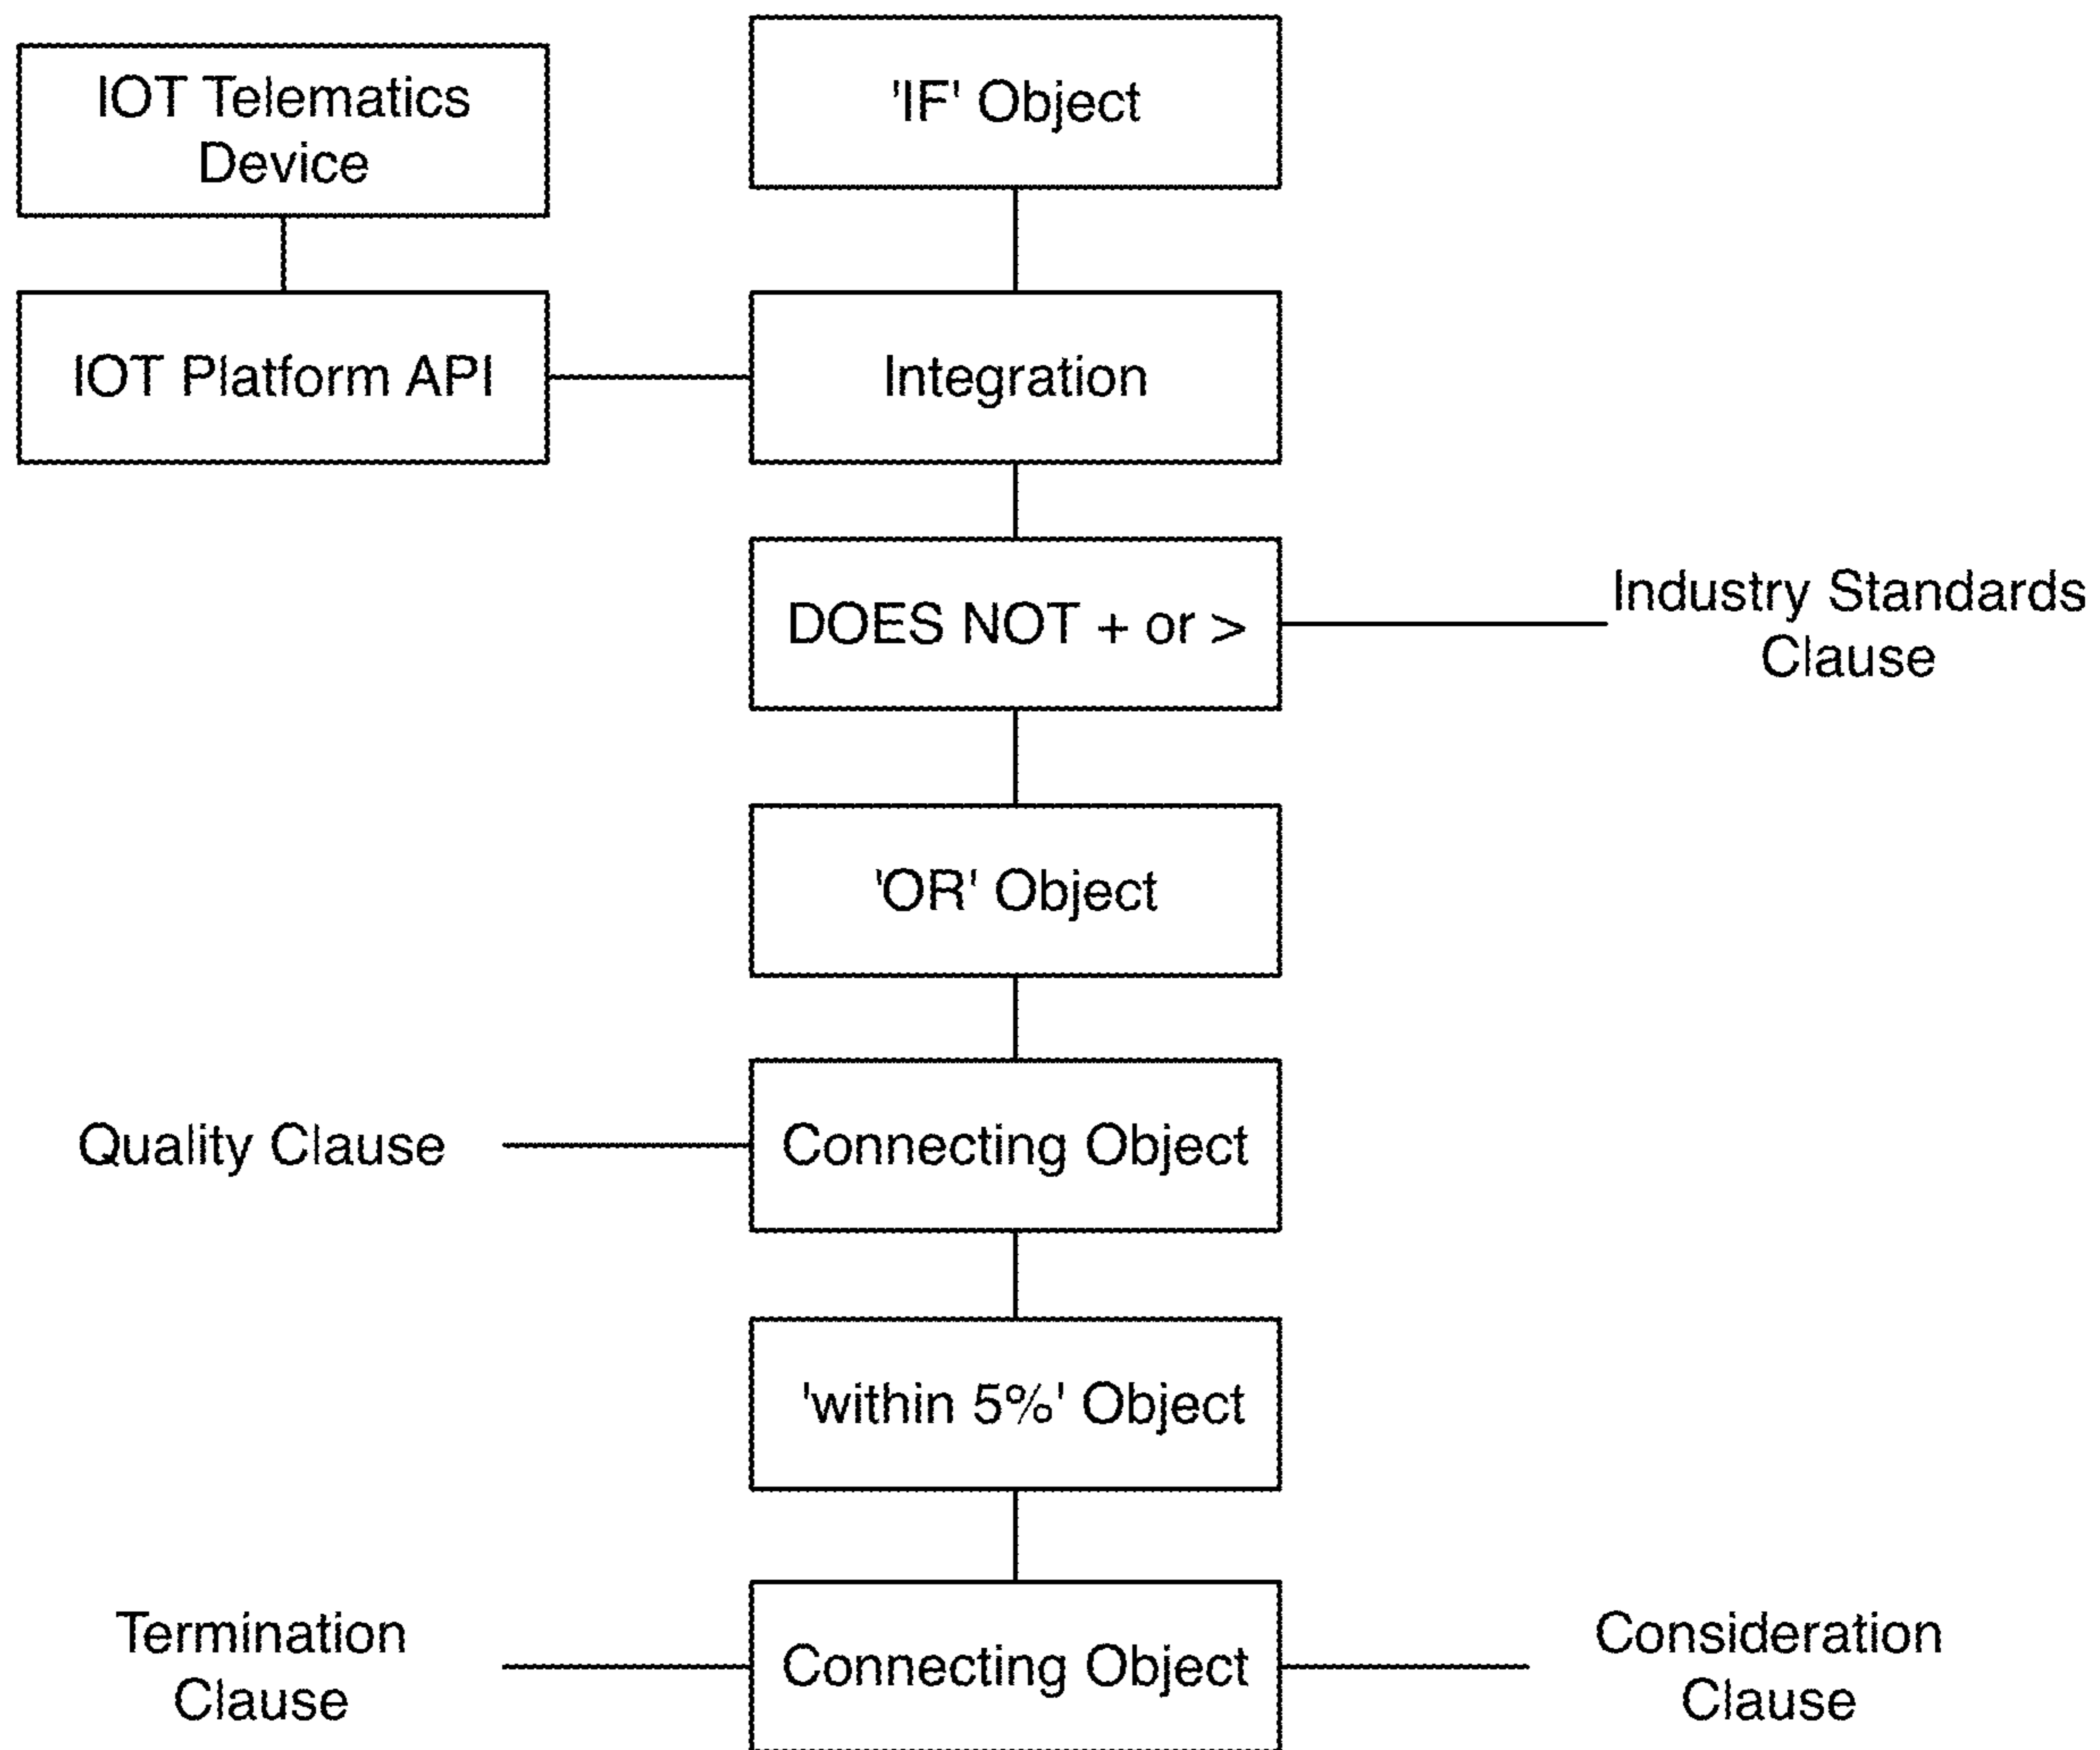 IOT Telematics
Device
'IF' Object
IOT Platform API
Integration
DOES NOT + or >
Industry Standards
Clause
'OR' Object
Quality Clause
Connecting Object
'within 5%' Object
Termination
Clause
Connecting Object
Consideration
Clause